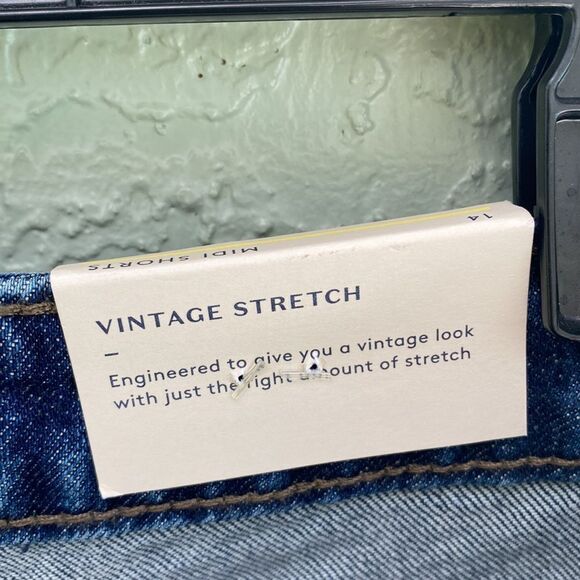 14
MIDI SHORTS
VINTAGE STRETCH
–
Engineered to give you a vintage look
with just the right amount of stretch